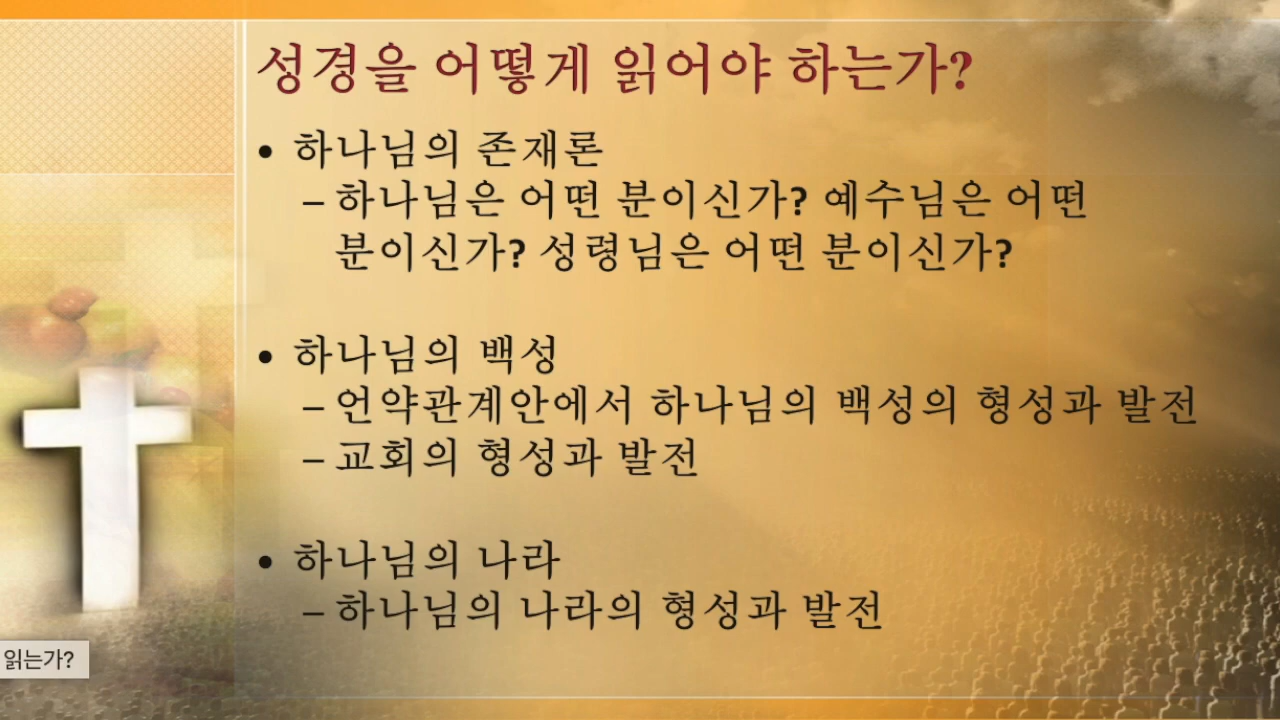 성경을 어떻게 읽어야 하는가?
• 하나님의 존재론
– 하나님은 어떤 분이신가? 예수님은 어떤
분이신가? 성령님은 어떤 분이신가?
• 하나님의 백성
– 언약관계안에서 하나님의 백성의 형성과 발전
– 교회의 형성과 발전
• 하나님의 나라
– 하나님의 나라의 형성과 발전
읽는가?